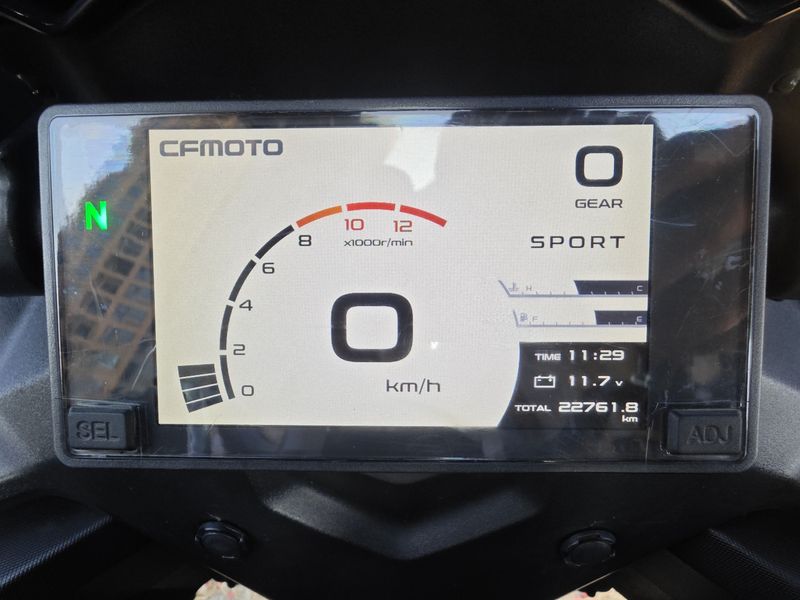 CFMOTO
N
0
GEAR
SPORT
8 10 12
x1000r/min
6
4
2
0
0
km/h
H C
F E
TIME 11:29
11.7 v
TOTAL 22761.8
km
SEL
ADJ